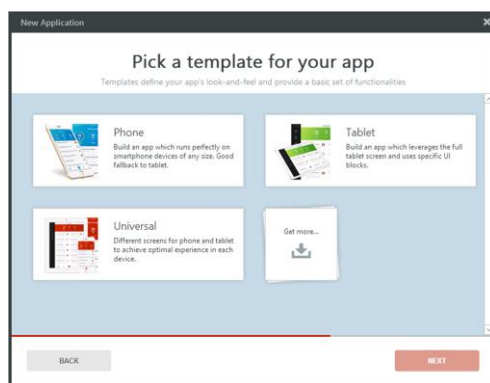 New Application
Pick a template for your app
Templates define your app's look-and-feel and provide a basic set of functionalities
Phone
Build an app which runs perfectly on
smartphone devices of any size. Good
fallback to tablet.
Tablet
Build an app which leverages the full
tablet screen and uses specific UI
blocks.
Universal
Different screens for phone and tablet
to achieve optimal experience in each
device.
Get more...
BACK
NEXT